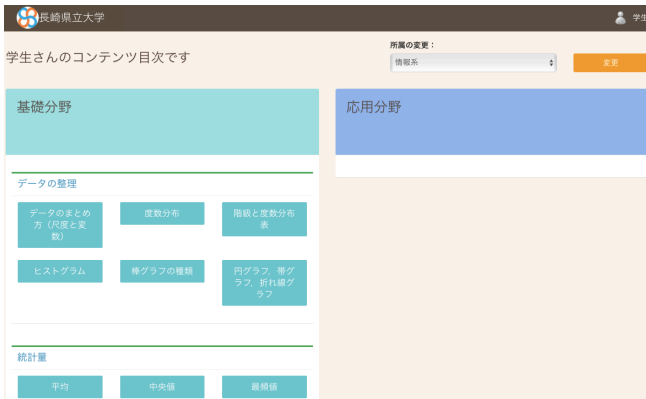 長崎県立大学
学生
学生さんのコンテンツ目次です
所属の変更：
情報系
変更
基礎分野
応用分野
データの整理
データのまとめ
方（尺度と変
数）
度数分布
階級と度数分布
表
ヒストグラム
棒グラフの種類
円グラフ, 帯グ
ラフ, 折れ線グ
ラフ
統計量
平均
中央値
最頻値